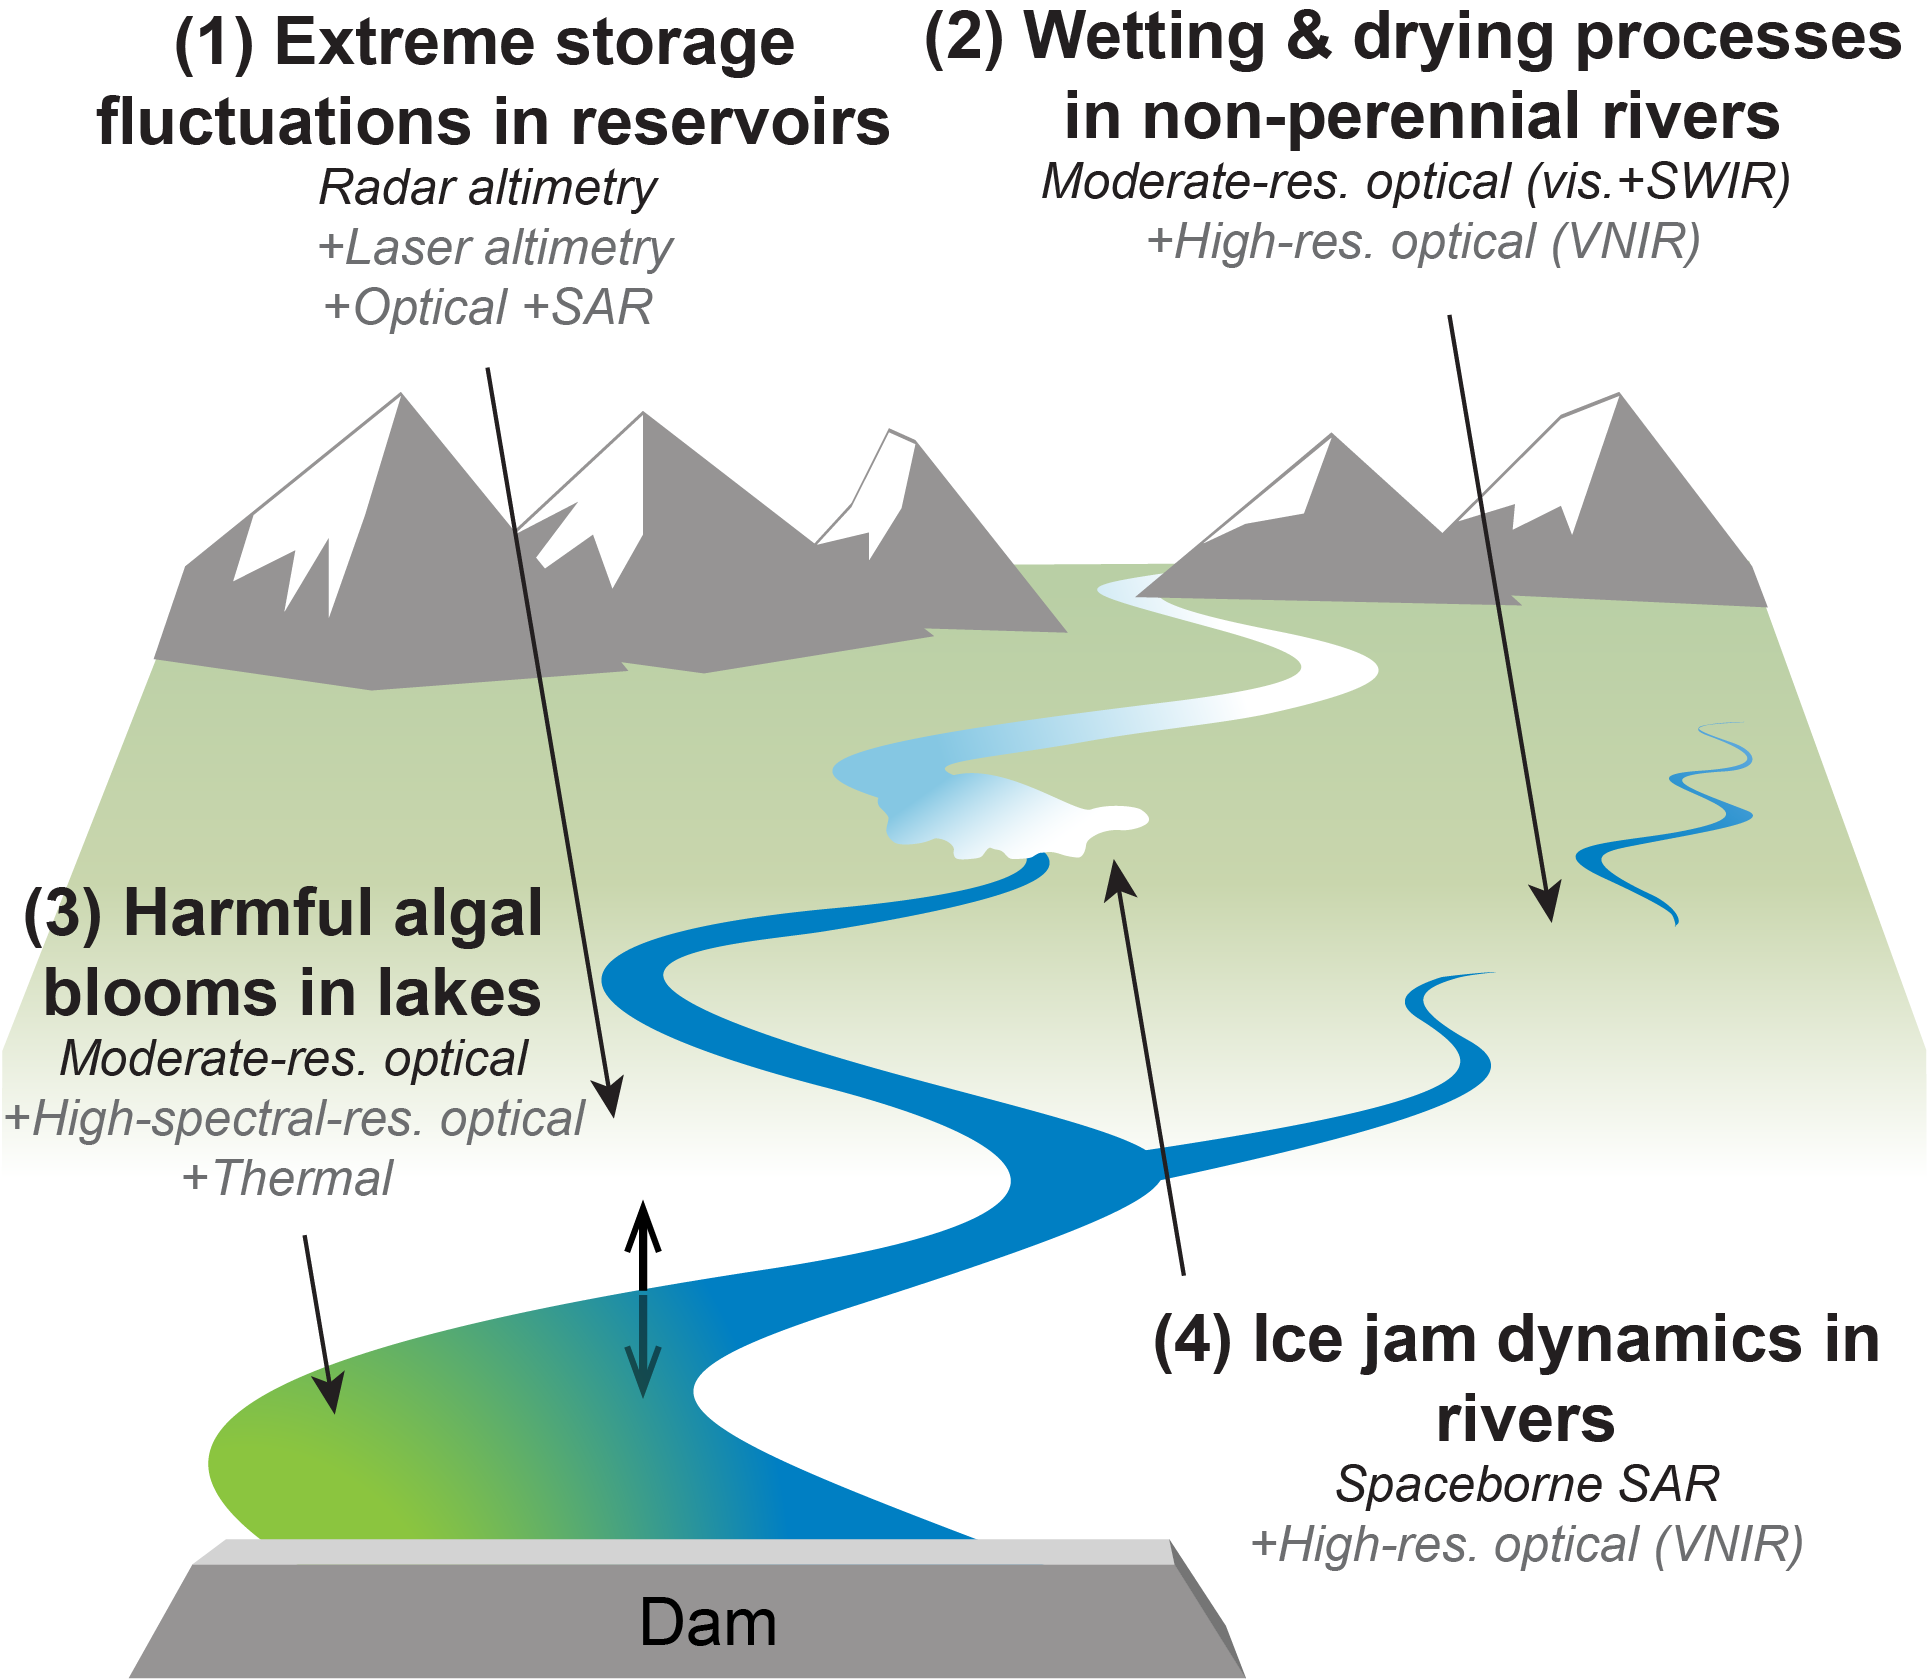 (1) Extreme storage
fluctuations in reservoirs
Radar altimetry
+Laser altimetry
+Optical +SAR
(2) Wetting & drying processes
in non-perennial rivers
Moderate-res. optical (vis.+SWIR)
+High-res. optical (VNIR)
(3) Harmful algal
blooms in lakes
Moderate-res. optical
+High-spectral-res. optical
+Thermal
(4) Ice jam dynamics in
rivers
Spaceborne SAR
+High-res. optical (VNIR)
Dam